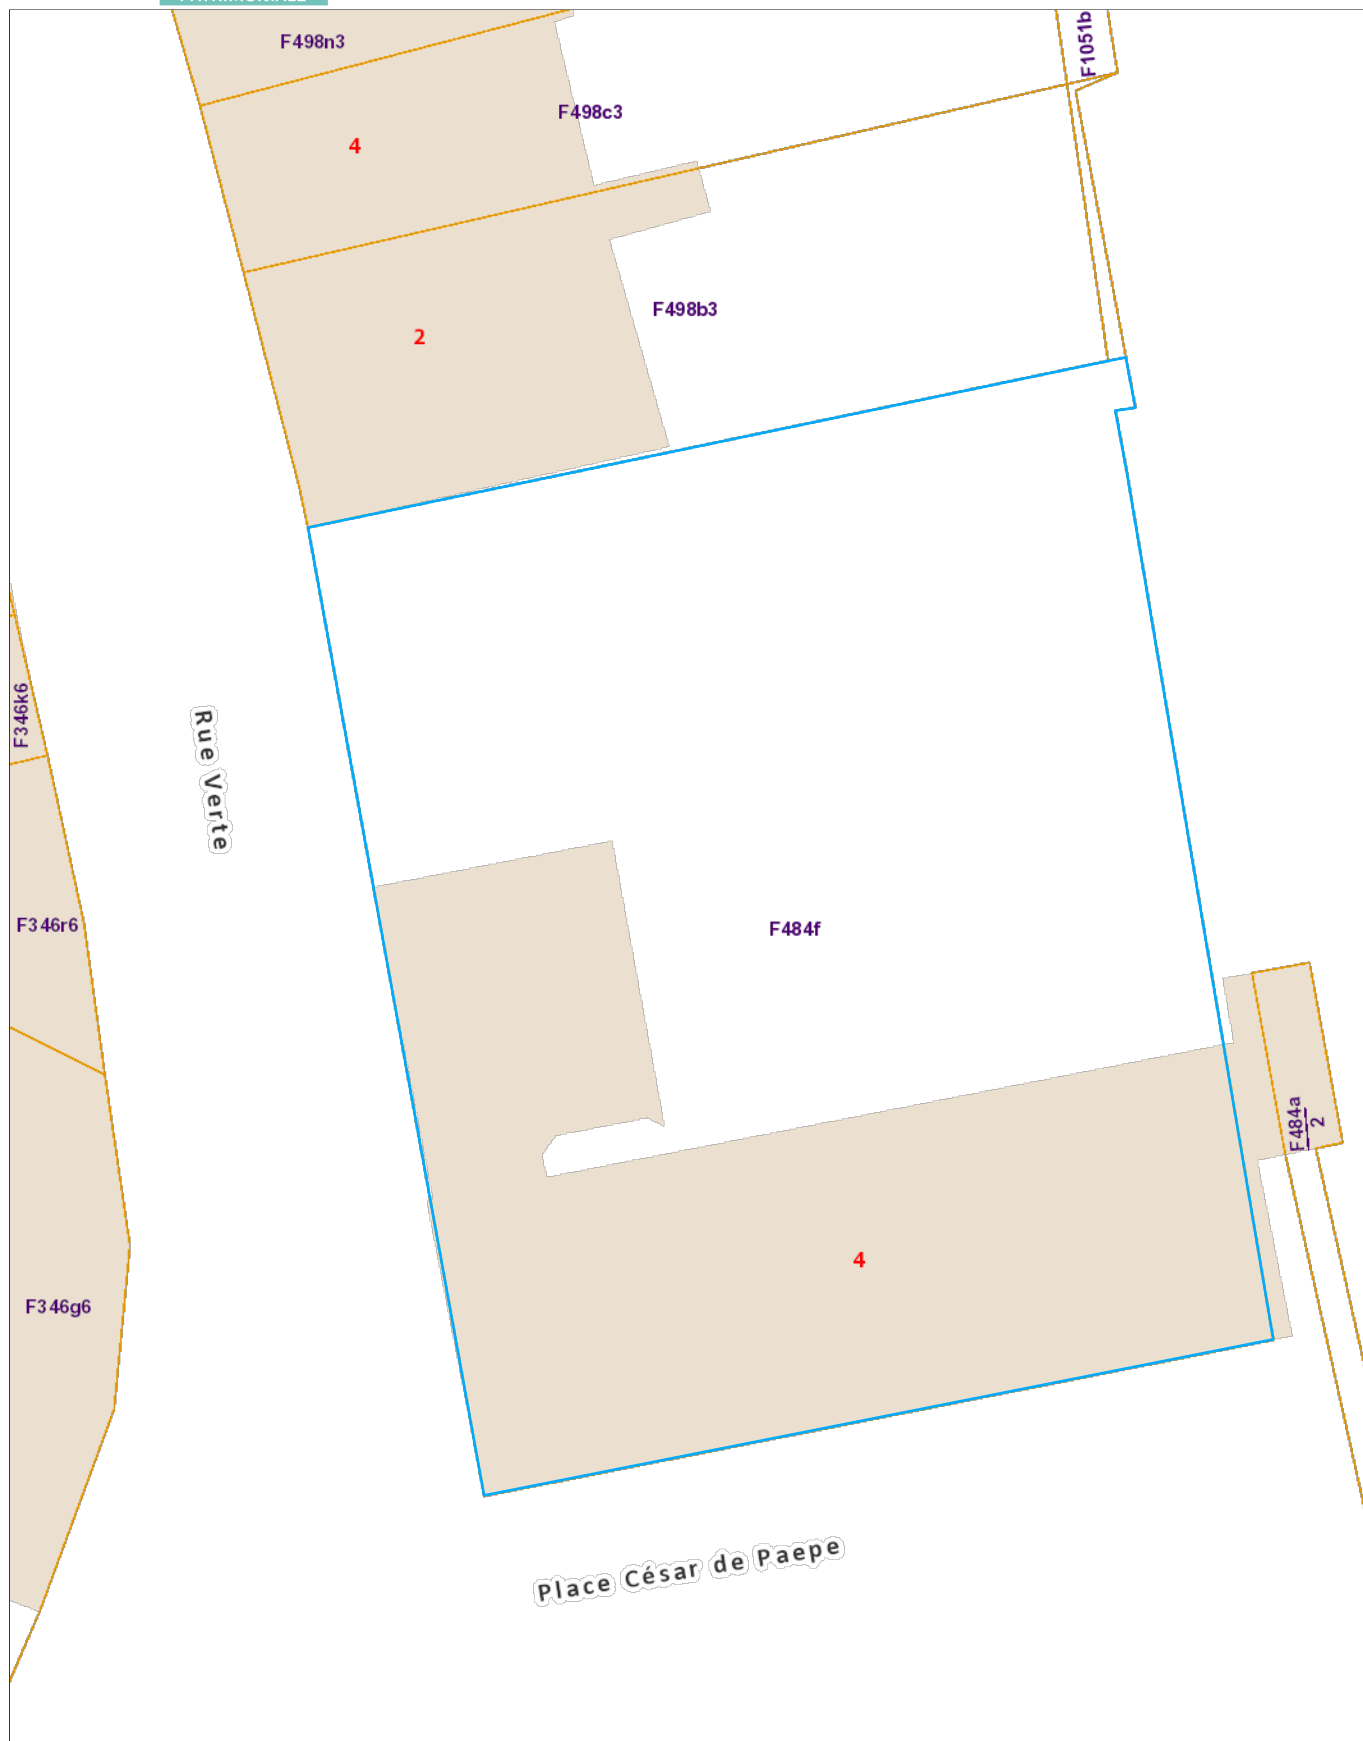 PATRIMONIALE
F498n3
F1051b
F498c3
4
F498b3
2
F346k6
Rue Verte
F346r6
F484f
F484a
2
4
F346g6
Place César de Paepe